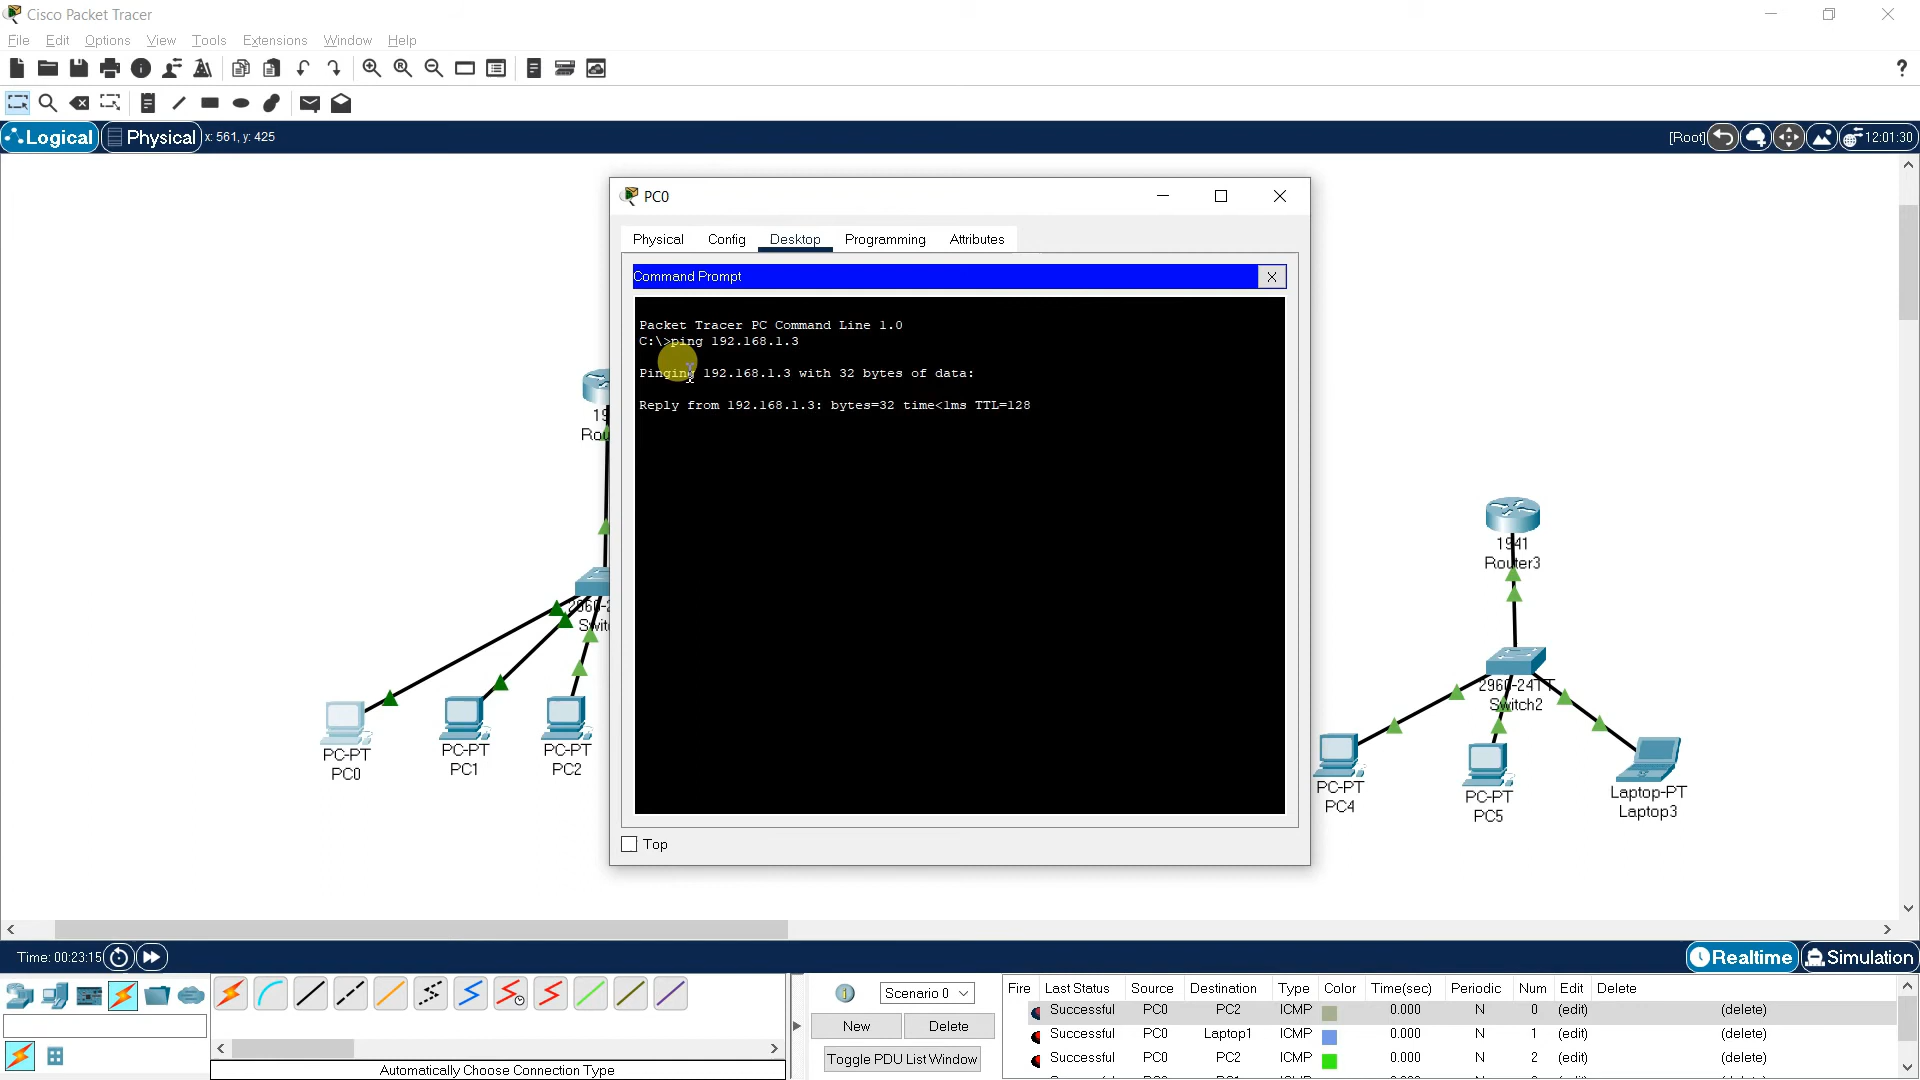 Cisco Packet Tracer
File Edit Options View Tools Extensions Window Help
?
Logical Physical x: 561, y: 425
[Root] 12:01:30
PC0
Physical Config Desktop Programming Attributes
Command Prompt X
Packet Tracer PC Command Line 1.0
C:\>ping 192.168.1.3
Pinging 192.168.1.3 with 32 bytes of data:
Reply from 192.168.1.3: bytes=32 time<1ms TTL=128
Top
PC-PT
PC0
PC-PT
PC1
PC-PT
PC2
1941
Router3
2960-24TT
Switch2
PC-PT
PC4
PC-PT
PC5
Laptop-PT
Laptop3
Time: 00:23:15
Realtime Simulation
Automatically Choose Connection Type
Scenario 0
New Delete
Toggle PDU List Window
Fire Last Status Source Destination Type Color Time(sec) Periodic Num Edit Delete
Successful PC0 PC2 ICMP 0.000 N 0 (edit) (delete)
Successful PC0 Laptop1 ICMP 0.000 N 1 (edit) (delete)
Successful PC0 PC2 ICMP 0.000 N 2 (edit) (delete)